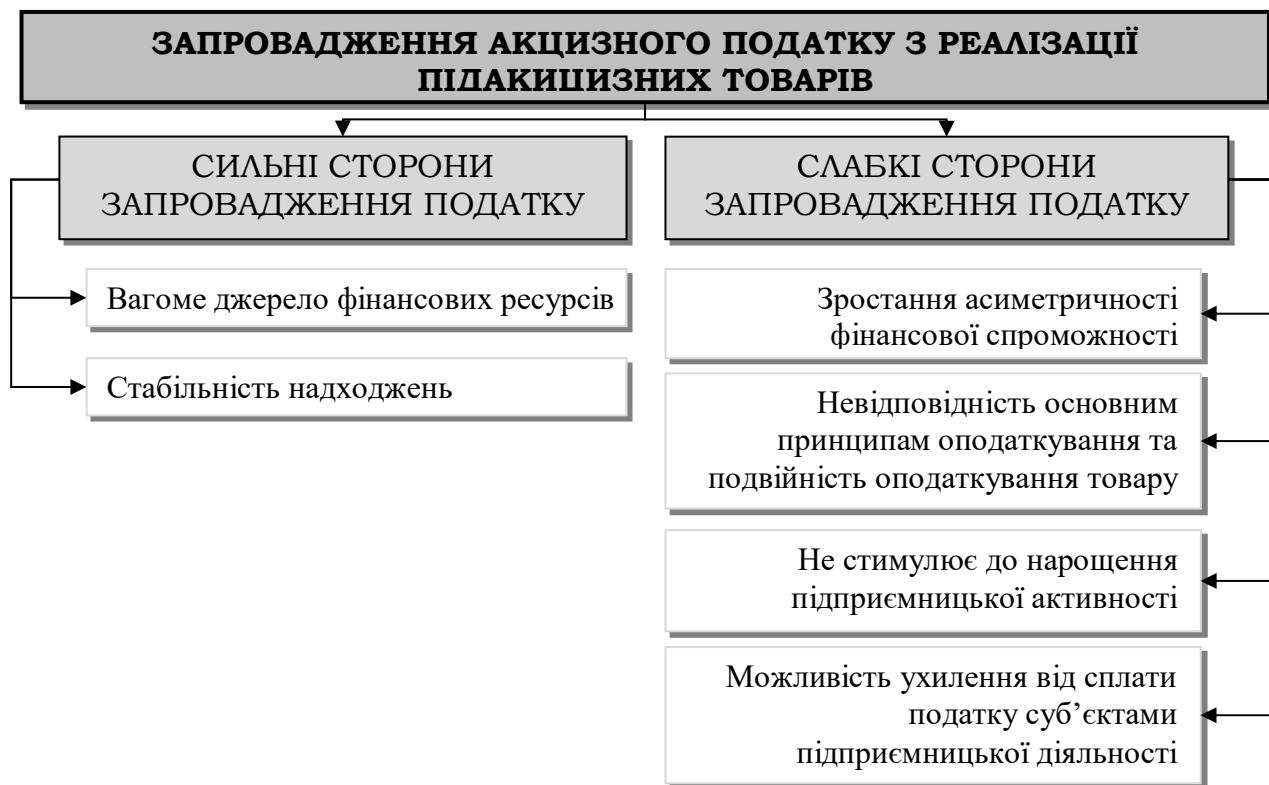 ЗАПРОВАДЖЕННЯ АКЦИЗНОГО ПОДАТКУ З РЕАЛІЗАЦІЇ
ПІДАКИЦИЗНИХ ТОВАРІВ
СИЛЬНІ СТОРОНИ
ЗАПРОВАДЖЕННЯ ПОДАТКУ
Вагоме джерело фінансових ресурсів
Стабільність надходжень
СЛАБКІ СТОРОНИ
ЗАПРОВАДЖЕННЯ ПОДАТКУ
Зростання асиметричності
фінансової спроможності
Невідповідність основним
принципам оподаткування та
подвійність оподаткування товару
Не стимулює до нарощення
підприємницької активності
Можливість ухилення від сплати
податку суб’єктами
підприємницької діяльності